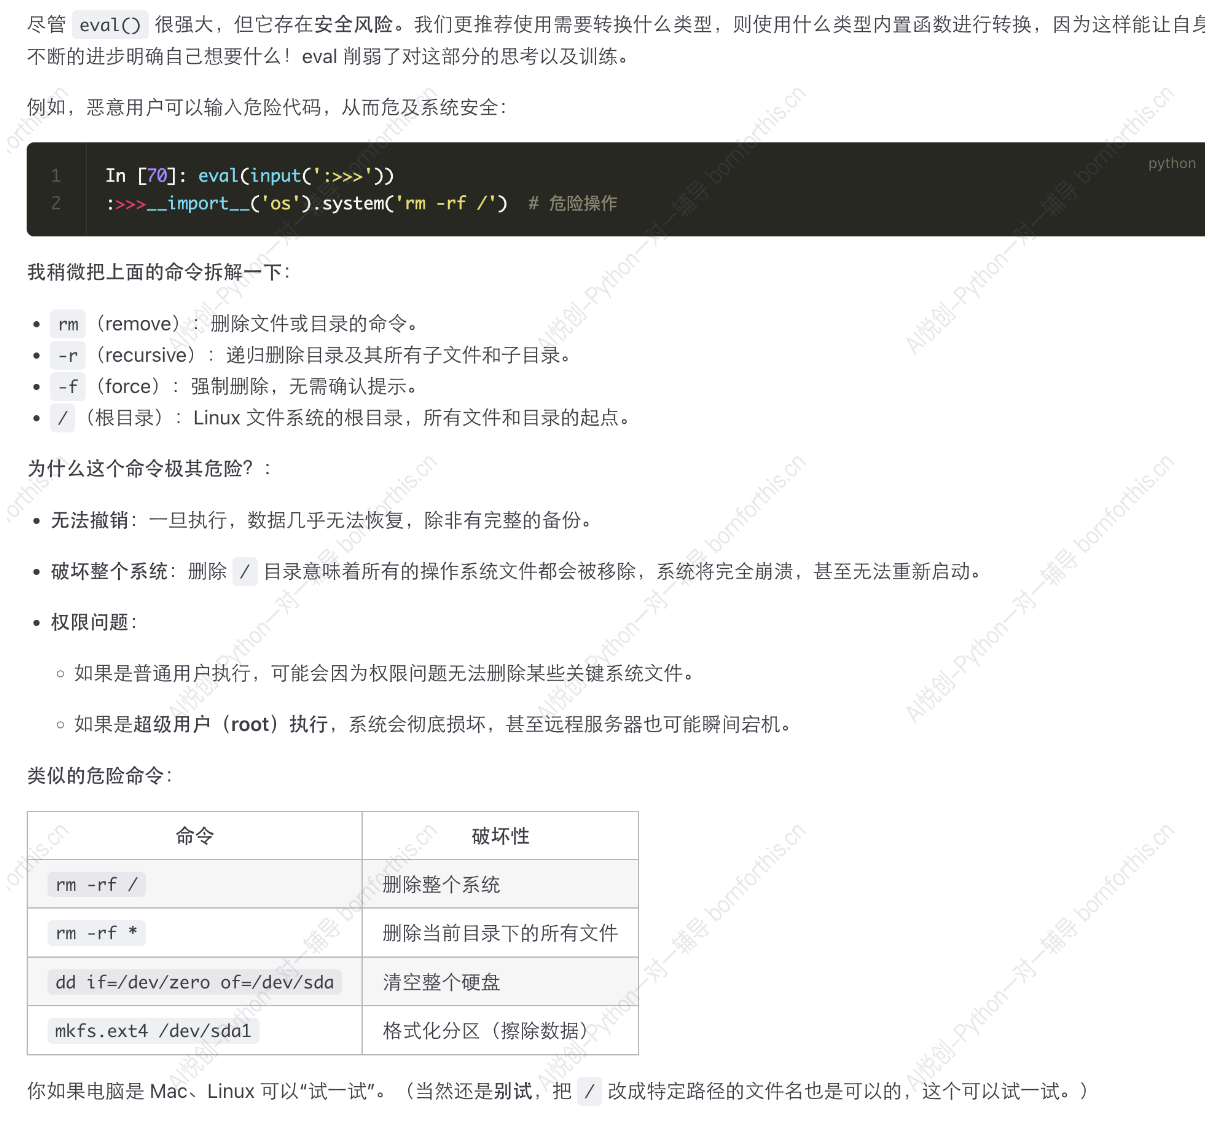 尽管 eval() 很强大，但它存在安全风险。我们更推荐使用需要转换什么类型，则使用什么类型内置函数进行转换，因为这样能让自身
不断的进步明确自己想要什么！eval 削弱了对这部分的思考以及训练。
例如，恶意用户可以输入危险代码，从而危及系统安全：
python
1 In [70]: eval(input(':>>>'))
2 :>>>__import__('os').system('rm -rf /')  # 危险操作
我稍微把上面的命令拆解一下：
• rm （remove）：删除文件或目录的命令。
• -r （recursive）：递归删除目录及其所有子文件和子目录。
• -f （force）：强制删除，无需确认提示。
• / （根目录）：Linux 文件系统的根目录，所有文件和目录的起点。
为什么这个命令极其危险？：
• 无法撤销：一旦执行，数据几乎无法恢复，除非有完整的备份。
• 破坏整个系统：删除 / 目录意味着所有的操作系统文件都会被移除，系统将完全崩溃，甚至无法重新启动。
• 权限问题：
◦ 如果是普通用户执行，可能会因为权限问题无法删除某些关键系统文件。
◦ 如果是超级用户（root）执行，系统会彻底损坏，甚至远程服务器也可能瞬间宕机。
类似的危险命令：
命令 破坏性
rm -rf / 删除整个系统
rm -rf * 删除当前目录下的所有文件
dd if=/dev/zero of=/dev/sda 清空整个硬盘
mkfs.ext4 /dev/sda1 格式化分区（擦除数据）
你如果电脑是 Mac、Linux 可以“试一试”。（当然还是别试，把 / 改成特定路径的文件名也是可以的，这个可以试一试。）
AI悦创-Python一对一辅导 bornforthis.cn